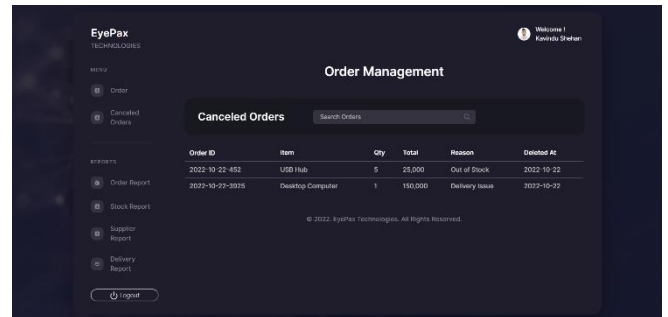 EyePax
TECHNOLOGIES
Welcome !
Kavindu Shehan
MENU
Order
Canceled
Orders
REPORTS
Order Report
Stock Report
Supplier
Report
Delivery
Report
Logout
Order Management
Canceled Orders
Search Orders
Order ID Item Qty Total Reason Deleted At
2022-10-22-452 USB Hub 5 25,000 Out of Stock 2022-10-22
2022-10-22-3925 Desktop Computer 1 150,000 Delivery Issue 2022-10-22
© 2022. EyePax Technologies. All Rights Reserved.